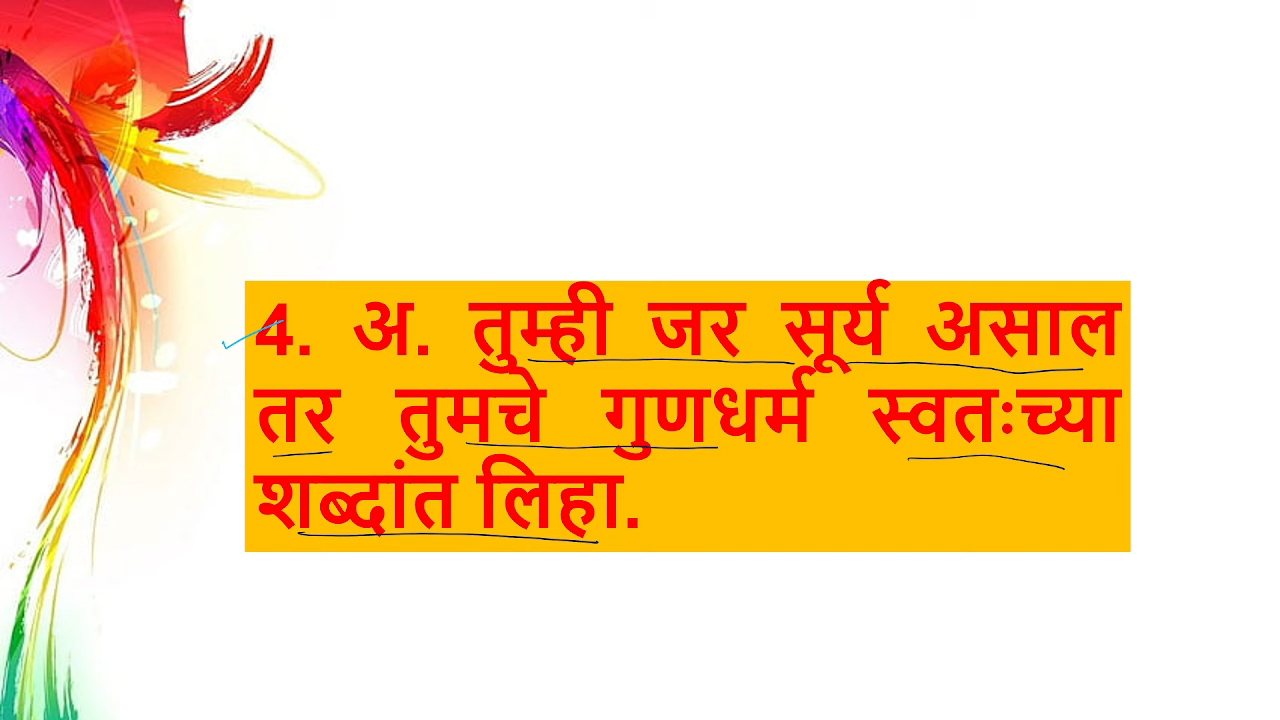 4. अ. तुम्ही जर सूर्य असाल
तर तुमचे गुणधर्म स्वतःच्या
शब्दांत लिहा.